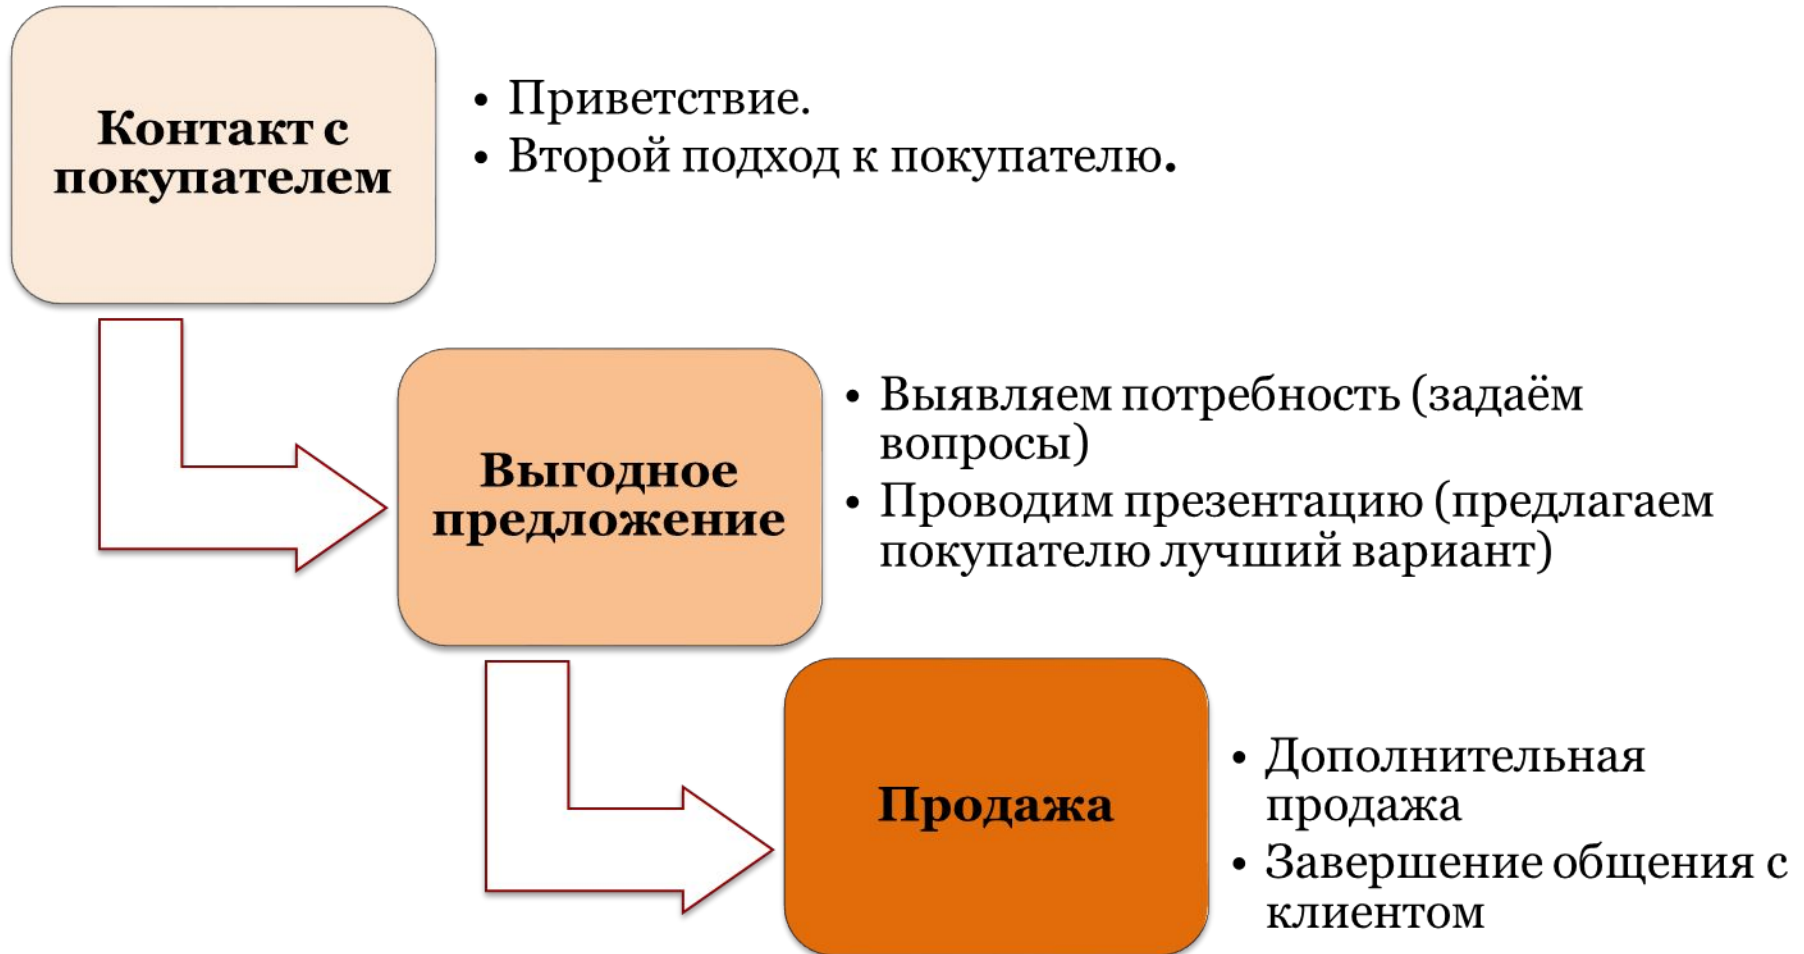 Контакт с
покупателем
• Приветствие.
• Второй подход к покупателю.
Выгодное
предложение
• Выявляем потребность (задаём
вопросы)
• Проводим презентацию (предлагаем
покупателю лучший вариант)
Продажа
• Дополнительная
продажа
• Завершение общения с
клиентом